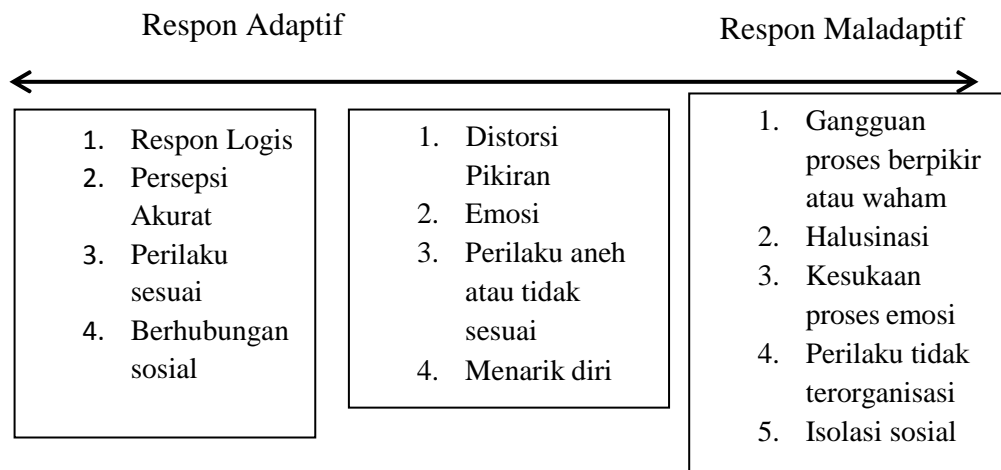 Respon Adaptif
Respon Maladaptif
1. Respon Logis
2. Persepsi
Akurat
3. Perilaku
sesuai
4. Berhubungan
sosial
1. Distorsi
Pikiran
2. Emosi
3. Perilaku aneh
atau tidak
sesuai
4. Menarik diri
1. Gangguan
proses berpikir
atau waham
2. Halusinasi
3. Kesukaan
proses emosi
4. Perilaku tidak
terorganisasi
5. Isolasi sosial